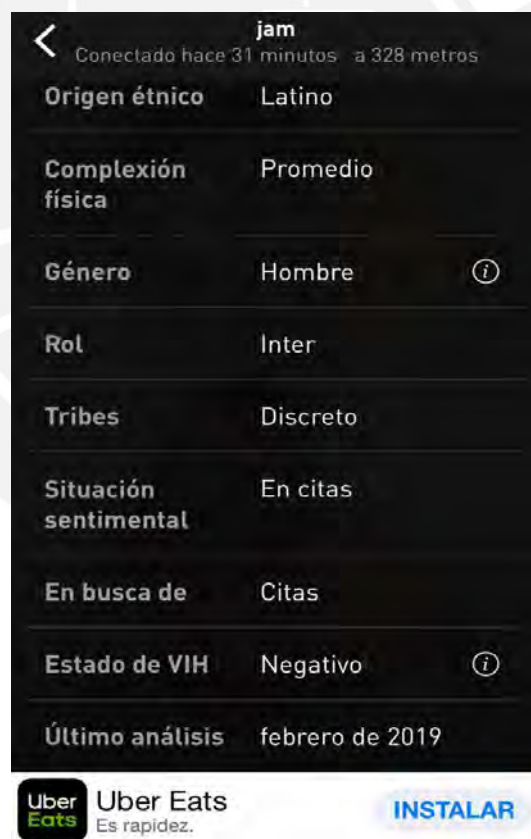 jam
Conectado hace 31 minutos a 328 metros
Origen étnico Latino
Complexión Promedio
física
Género Hombre
Rol Inter
Tribes Discreto
Situación En citas
sentimental
En busca de Citas
Estado de VIH Negativo
Último análisis febrero de 2019
Uber Eats
Uber Eats
Es rapidez.
INSTALAR